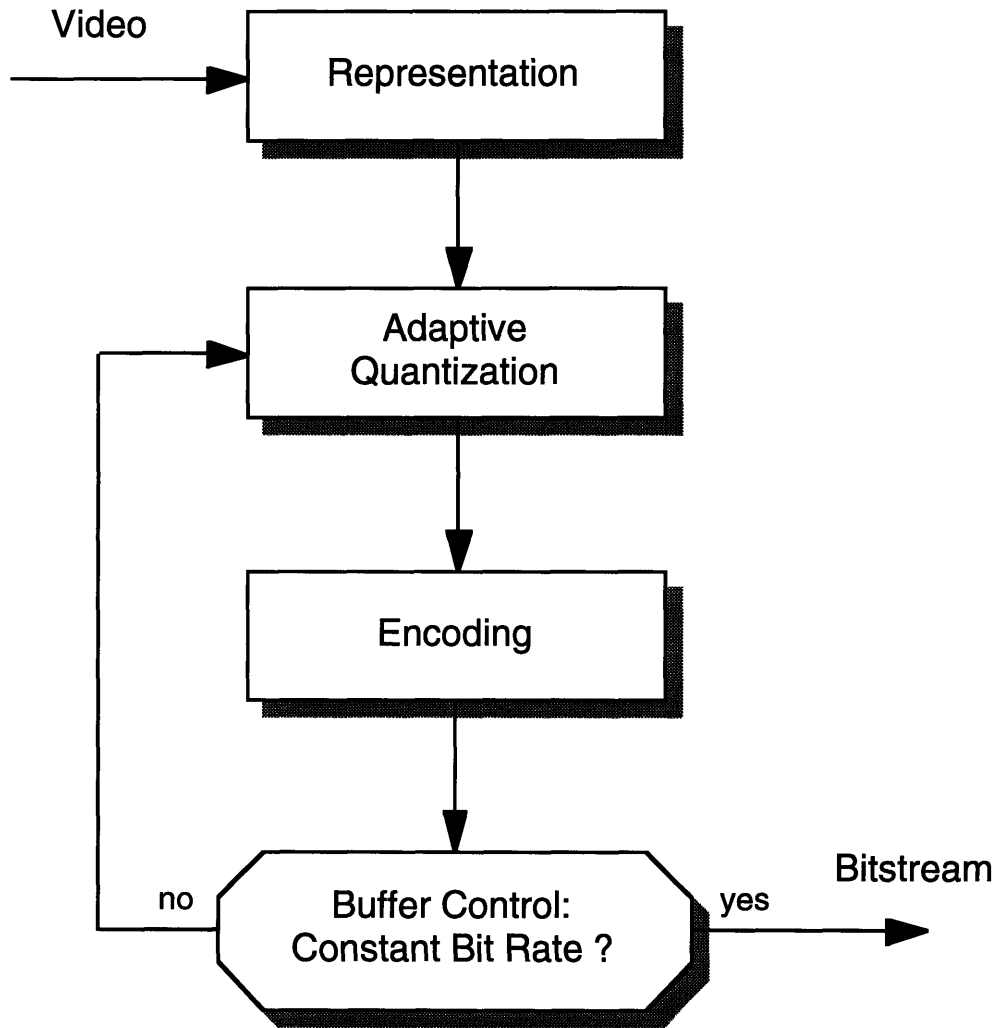 Video
Representation
Adaptive
Quantization
Encoding
Buffer Control:
Constant Bit Rate ?
no
yes
Bitstream